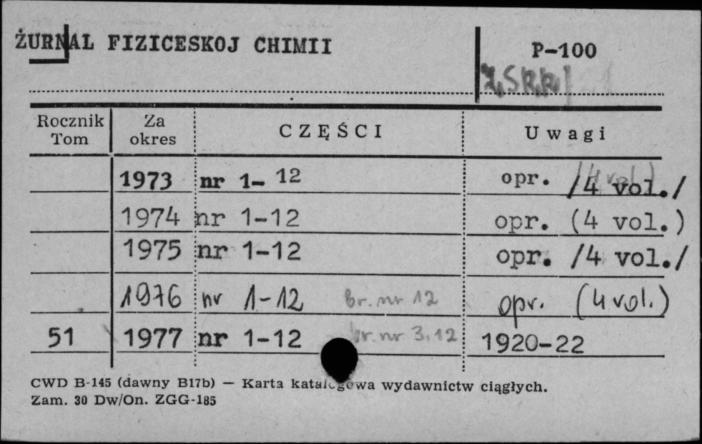 ŻURNAL FIZICESKOJ CHIMII
P-100
Rocznik Tom
Za okres
CZĘŚCI
Uwagi
1973 nr 1- 12 opr. /4 vol./
1974 nr 1-12 opr. (4 vol.)
1975 nr 1-12 opr. /4 vol./
1976 nr 1-12 br. nr 12 opr. (4 vol.)
51 1977 nr 1-12 br. nr 3, 12 1920-22
CWD B-145 (dawny B17b) — Karta katalogowa wydawnictw ciągłych.
Zam. 30 Dw/On. ZGG-185